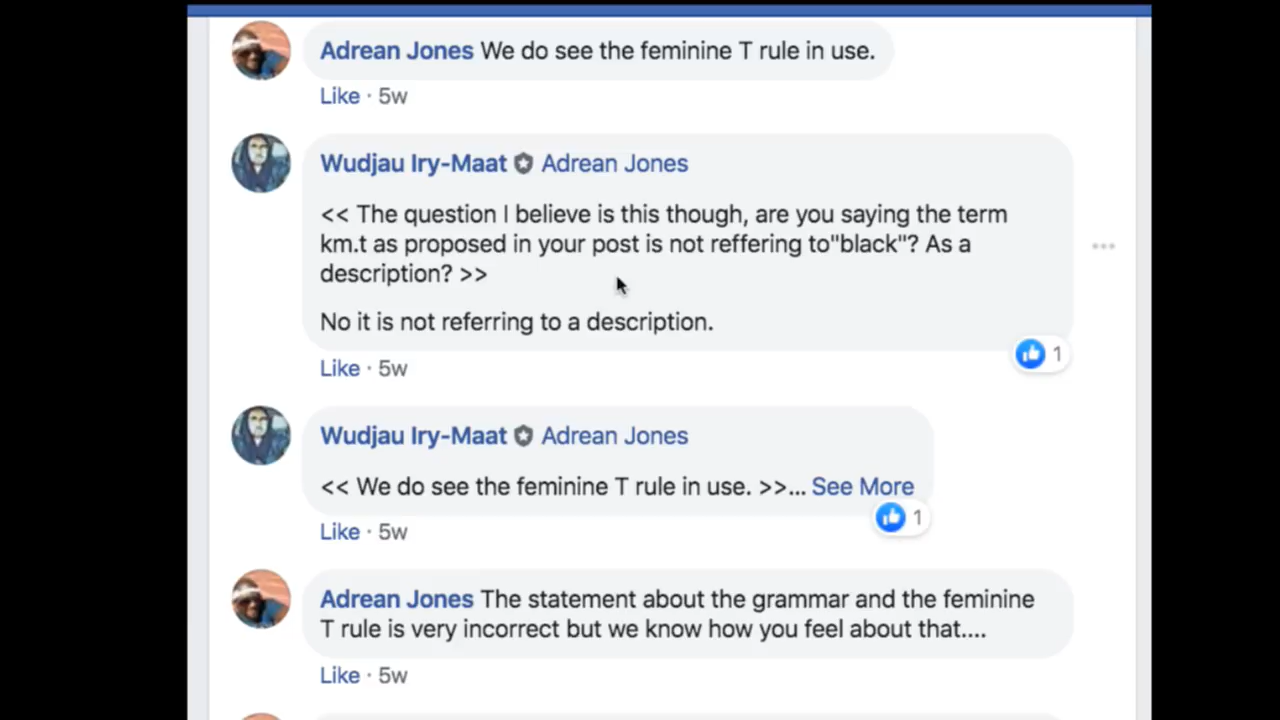 Adrean Jones We do see the feminine T rule in use.
Like · 5w
Wudjau Iry-Maat Adrean Jones
<< The question I believe is this though, are you saying the term
km.t as proposed in your post is not reffering to"black"? As a
description? >>
No it is not referring to a description.
1
Like · 5w
Wudjau Iry-Maat Adrean Jones
<< We do see the feminine T rule in use. >>... See More
1
Like · 5w
Adrean Jones The statement about the grammar and the feminine
T rule is very incorrect but we know how you feel about that....
Like · 5w